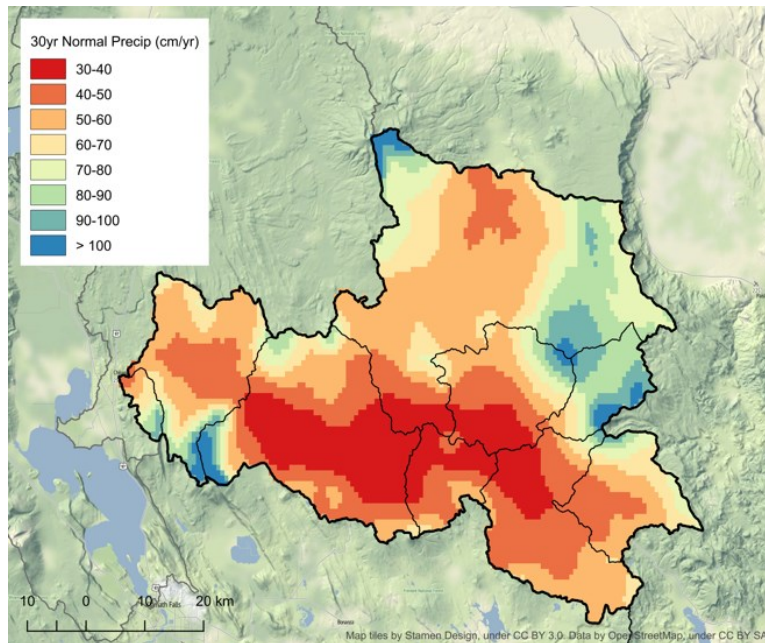 30yr Normal Precip (cm/yr)
30-40
40-50
50-60
60-70
70-80
80-90
90-100
> 100
10 0 10 20 km
Map tiles by Stamen Design, under CC BY 3.0. Data by OpenStreetMap, under CC BY SA